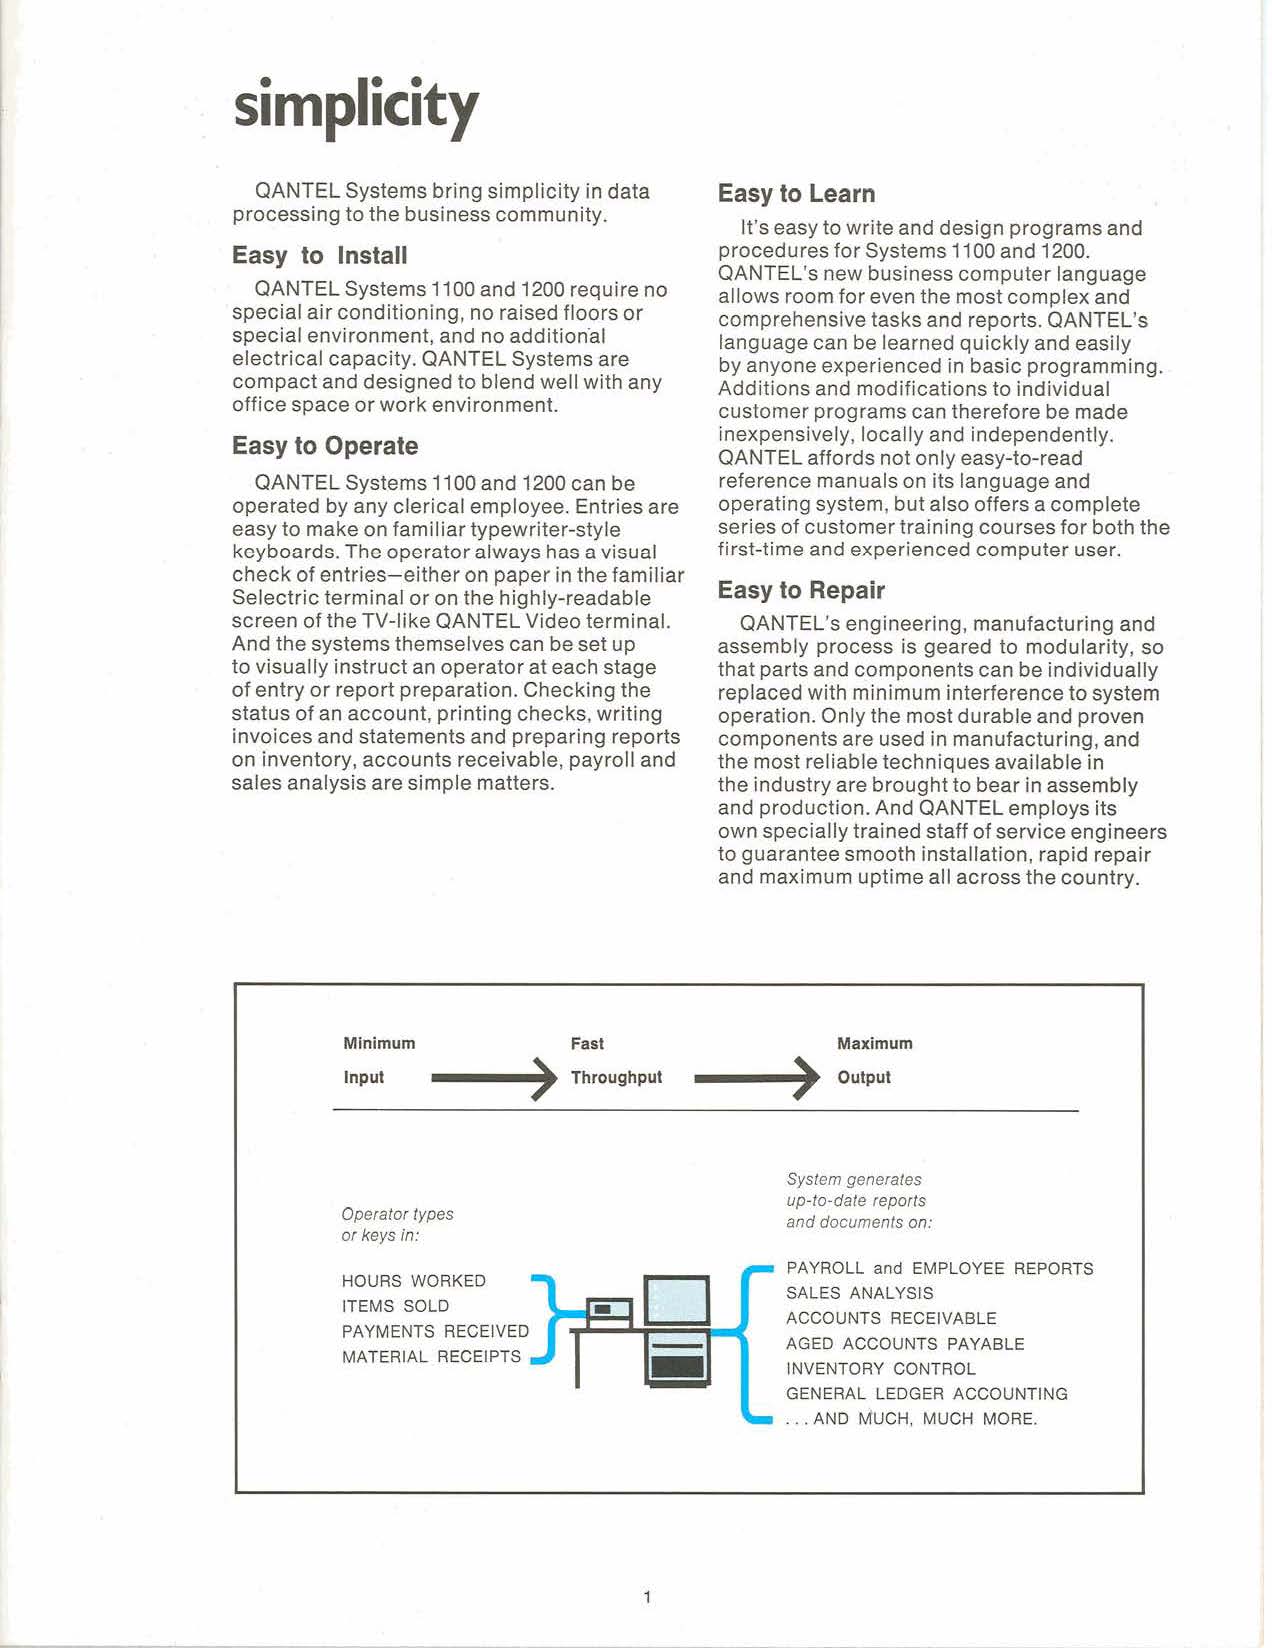 simplicity
QANTEL Systems bring simplicity in data
processing to the business community.
Easy to Install
QANTEL Systems 1100 and 1200 require no
special air conditioning, no raised floors or
special environment, and no additional
electrical capacity. QANTEL Systems are
compact and designed to blend well with any
office space or work environment.
Easy to Operate
QANTEL Systems 1100 and 1200 can be
operated by any clerical employee. Entries are
easy to make on familiar typewriter-style
keyboards. The operator always has a visual
check of entries—either on paper in the familiar
Selectric terminal or on the highly-readable
screen of the TV-like QANTEL Video terminal.
And the systems themselves can be set up
to visually instruct an operator at each stage
of entry or report preparation. Checking the
status of an account, printing checks, writing
invoices and statements and preparing reports
on inventory, accounts receivable, payroll and
sales analysis are simple matters.
Easy to Learn
It's easy to write and design programs and
procedures for Systems 1100 and 1200.
QANTEL's new business computer language
allows room for even the most complex and
comprehensive tasks and reports. QANTEL's
language can be learned quickly and easily
by anyone experienced in basic programming.
Additions and modifications to individual
customer programs can therefore be made
inexpensively, locally and independently.
QANTEL affords not only easy-to-read
reference manuals on its language and
operating system, but also offers a complete
series of customer training courses for both the
first-time and experienced computer user.
Easy to Repair
QANTEL's engineering, manufacturing and
assembly process is geared to modularity, so
that parts and components can be individually
replaced with minimum interference to system
operation. Only the most durable and proven
components are used in manufacturing, and
the most reliable techniques available in
the industry are brought to bear in assembly
and production. And QANTEL employs its
own specially trained staff of service engineers
to guarantee smooth installation, rapid repair
and maximum uptime all across the country.
Minimum
Input
Fast
Throughput
Maximum
Output
Operator types
or keys in:
HOURS WORKED
ITEMS SOLD
PAYMENTS RECEIVED
MATERIAL RECEIPTS
System generates
up-to-date reports
and documents on:
PAYROLL and EMPLOYEE REPORTS
SALES ANALYSIS
ACCOUNTS RECEIVABLE
AGED ACCOUNTS PAYABLE
INVENTORY CONTROL
GENERAL LEDGER ACCOUNTING
...AND MUCH, MUCH MORE.
1